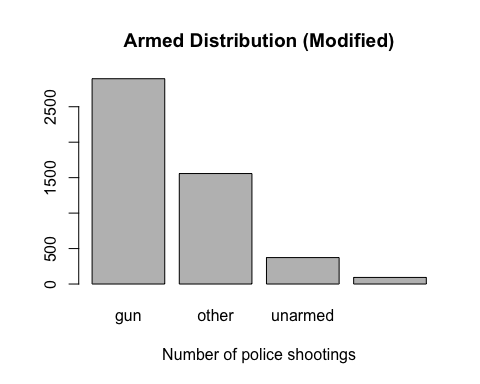 Armed Distribution (Modified)
2500
1500
500
0
gun other unarmed
Number of police shootings